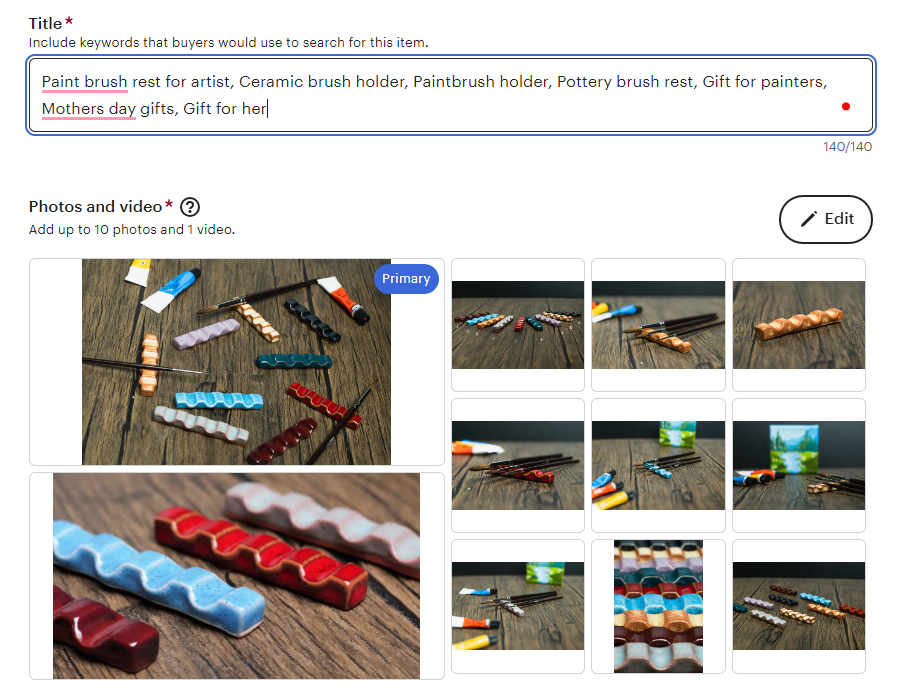 Title*
Include keywords that buyers would use to search for this item.
Paint brush rest for artist, Ceramic brush holder, Paintbrush holder, Pottery brush rest, Gift for painters,
Mothers day gifts, Gift for her
140/140
Photos and video* ?
Edit
Add up to 10 photos and 1 video.
Primary